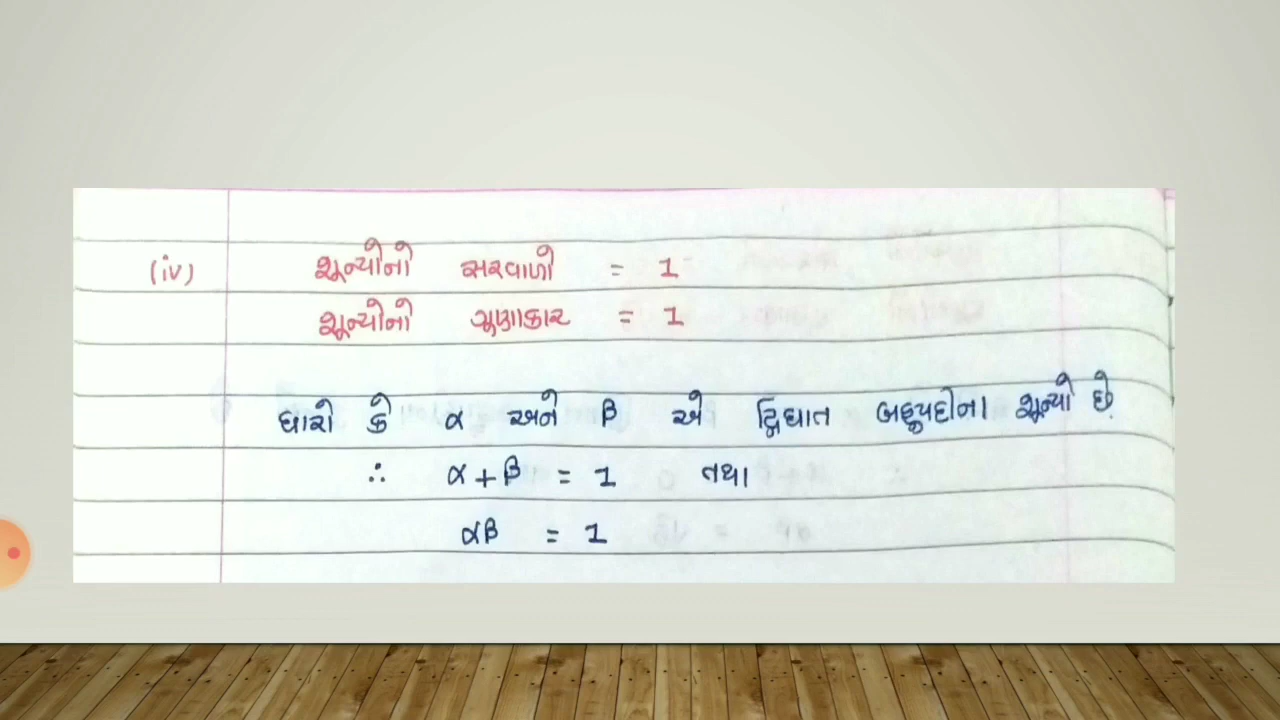 (iv) શૂન્યોનો સરવાળો = 1
શૂન્યોનો ગુણાકાર = 1
ધારો કે α અને β એ દ્વિઘાત બહુપદીના શૂન્યો છે.
∴ α + β = 1 તથા
αβ = 1